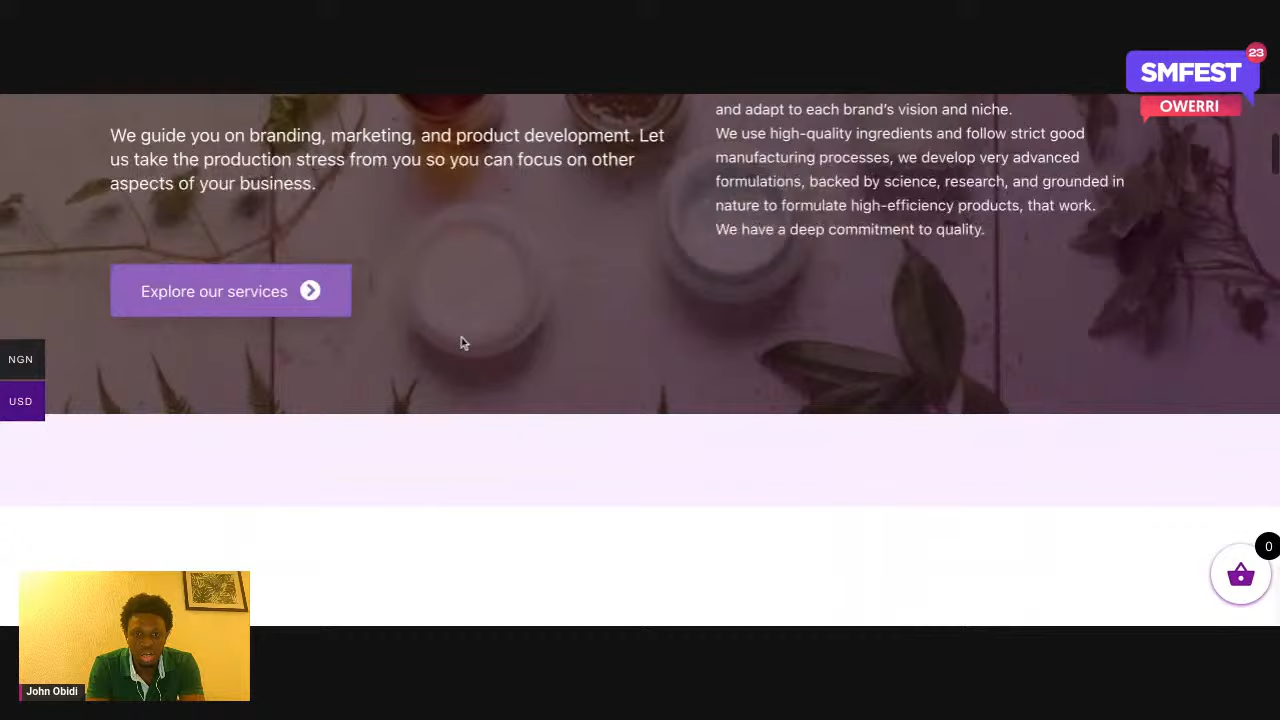 23
SMFEST
OWERRI
We guide you on branding, marketing, and product development. Let
us take the production stress from you so you can focus on other
aspects of your business.
Explore our services
and adapt to each brand’s vision and niche.
We use high-quality ingredients and follow strict good
manufacturing processes, we develop very advanced
formulations, backed by science, research, and grounded in
nature to formulate high-efficiency products, that work.
We have a deep commitment to quality.
NGN
USD
0
John Obidi